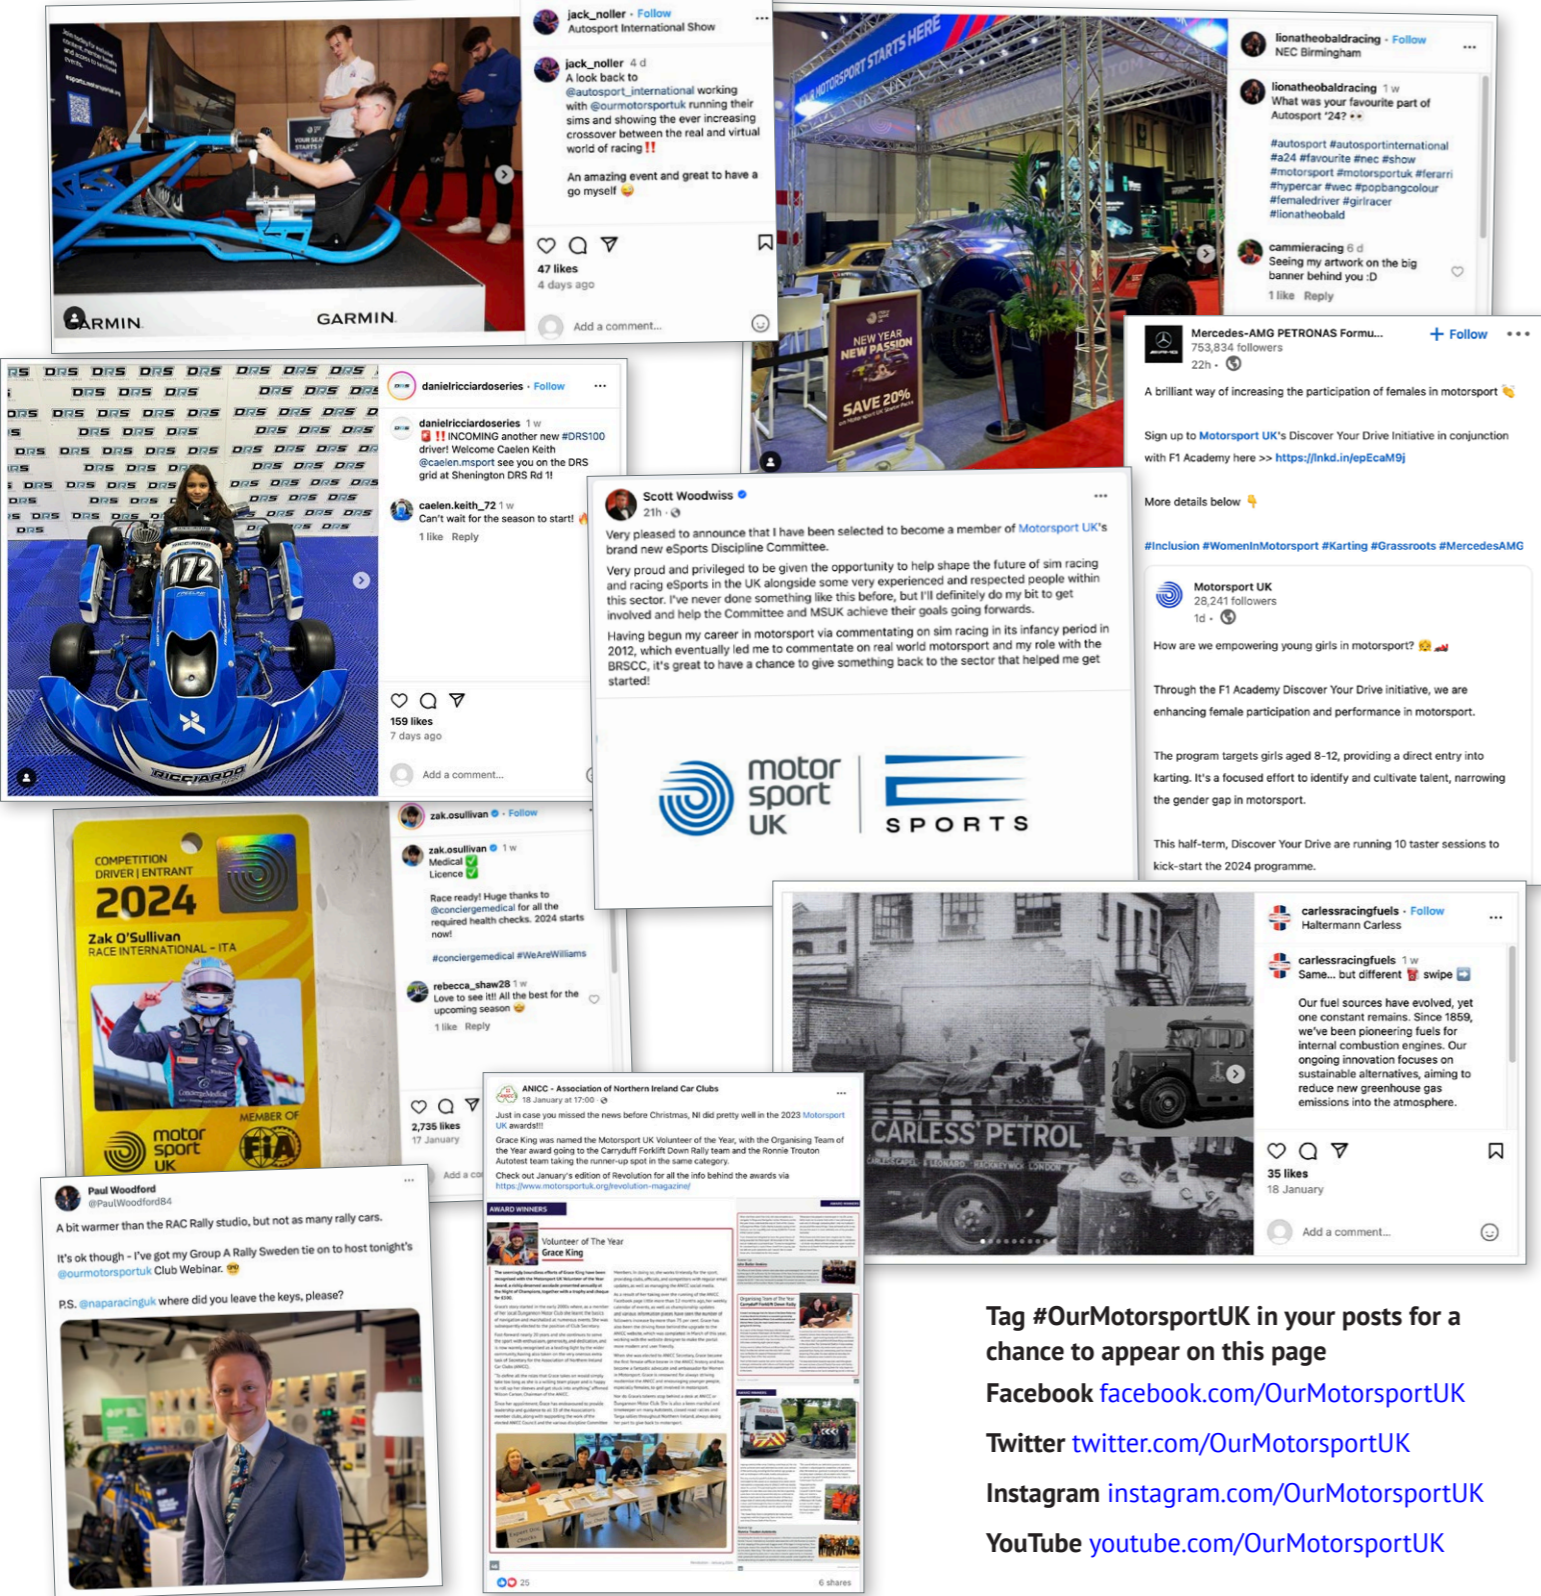 jack_noller · Follow
Autosport International Show
jack_noller 4 d
A look back to
@autosport_international working
with @ourmotorsportuk running their
sims and showing the ever increasing
crossover between the real and virtual
world of racing ‼️
An amazing event and great to have a
go myself 😜
47 likes
4 days ago
Add a comment...
GARMIN.
GARMIN.
esports.motorsportuk.org
YOUR MOTORSPORT STARTS HERE
NEW YEAR
NEW PASSION
SAVE 20%
on Motorsport UK Starter Packs
lionatheobaldracing · Follow
NEC Birmingham
lionatheobaldracing 1 w
What was your favourite part of
Autosport '24? 👀
#autosport #autosportinternational
#a24 #favourite #nec #show
#motorsport #motorsportuk #ferarri
#hypercar #wec #popbangcolour
#femaledriver #girlracer
#lionatheobald
cammieracing 6 d
Seeing my artwork on the big
banner behind you :D
1 like Reply
Mercedes-AMG PETRONAS Formu...
+ Follow
753,834 followers
22h ·
A brilliant way of increasing the participation of females in motorsport 👏
Sign up to Motorsport UK's Discover Your Drive Initiative in conjunction
with F1 Academy here >> https://lnkd.in/epEcaM9j
More details below 👇
#Inclusion #WomenInMotorsport #Karting #Grassroots #MercedesAMG
Motorsport UK
28,241 followers
1d ·
How are we empowering young girls in motorsport? 👧 🏎️
Through the F1 Academy Discover Your Drive initiative, we are
enhancing female participation and performance in motorsport.
The program targets girls aged 8-12, providing a direct entry into
karting. It's a focused effort to identify and cultivate talent, narrowing
the gender gap in motorsport.
This half-term, Discover Your Drive are running 10 taster sessions to
kick-start the 2024 programme.
DRS
172
RICCIARDO
danielricciardoseries · Follow
danielricciardoseries 1 w
🚨 ‼️INCOMING another new #DRS100
driver! Welcome Caelen Keith
@caelen.msport see you on the DRS
grid at Shenington DRS Rd 1!
caelen.keith_72 1 w
Can't wait for the season to start! 🔥
1 like Reply
159 likes
7 days ago
Add a comment...
Scott Woodwiss
21h ·
Very pleased to announce that I have been selected to become a member of Motorsport UK's
brand new eSports Discipline Committee.
Very proud and privileged to be given the opportunity to help shape the future of sim racing
and racing eSports in the UK alongside some very experienced and respected people within
this sector. I've never done something like this before, but I'll definitely do my bit to get
involved and help the Committee and MSUK achieve their goals going forwards.
Having begun my career in motorsport via commentating on sim racing in its infancy period in
2012, which eventually led me to commentate on real world motorsport and my role with the
BRSCC, it's great to have a chance to give something back to the sector that helped me get
started!
motor
sport
UK
SPORTS
COMPETITION
DRIVER | ENTRANT
2024
Zak O'Sullivan
RACE INTERNATIONAL - ITA
MEMBER OF
FIA
motor
sport
UK
zak.osullivan · Follow
zak.osullivan 1 w
Medical ✅
Licence ✅
Race ready! Huge thanks to
@conciergemedical for all the
required health checks. 2024 starts
now!
#conciergemedical #WeAreWilliams
rebecca_shaw28 1 w
Love to see it!! All the best for the
upcoming season 🤩
1 like Reply
2,735 likes
17 January
Add a co
CARLESS' PETROL
CARLESS, CAPEL & LEONARD. HACKNEY WICK. LONDON
carlessracingfuels · Follow
Haltermann Carless
carlessracingfuels 1 w
Same... but different ⛽ swipe ➡️
Our fuel sources have evolved, yet
one constant remains. Since 1859,
we've been pioneering fuels for
internal combustion engines. Our
ongoing innovation focuses on
sustainable alternatives, aiming to
reduce new greenhouse gas
emissions into the atmosphere.
35 likes
18 January
Add a comment...
Paul Woodford
@PaulWoodford84
A bit warmer than the RAC Rally studio, but not as many rally cars.
It's ok though - I've got my Group A Rally Sweden tie on to host tonight's
@ourmotorsportuk Club Webinar. 🤓
P.S. @naparacinguk where did you leave the keys, please?
ANICC - Association of Northern Ireland Car Clubs
18 January at 17:00 ·
Just in case you missed the news before Christmas, NI did pretty well in the 2023 Motorsport
UK awards!!!
Grace King was named the Motorsport UK Volunteer of the Year, with the Organising Team of
the Year award going to the Carryduff Forklift Down Rally team and the Ronnie Trouton
Autotest team taking the runner-up spot in the same category.
Check out January's edition of Revolution for all the info behind the awards via
https://www.motorsportuk.org/revolution-magazine/
AWARD WINNERS
Volunteer of The Year
Grace King
25
6 shares
Tag #OurMotorsportUK in your posts for a
chance to appear on this page
Facebook facebook.com/OurMotorsportUK
Twitter twitter.com/OurMotorsportUK
Instagram instagram.com/OurMotorsportUK
YouTube youtube.com/OurMotorsportUK